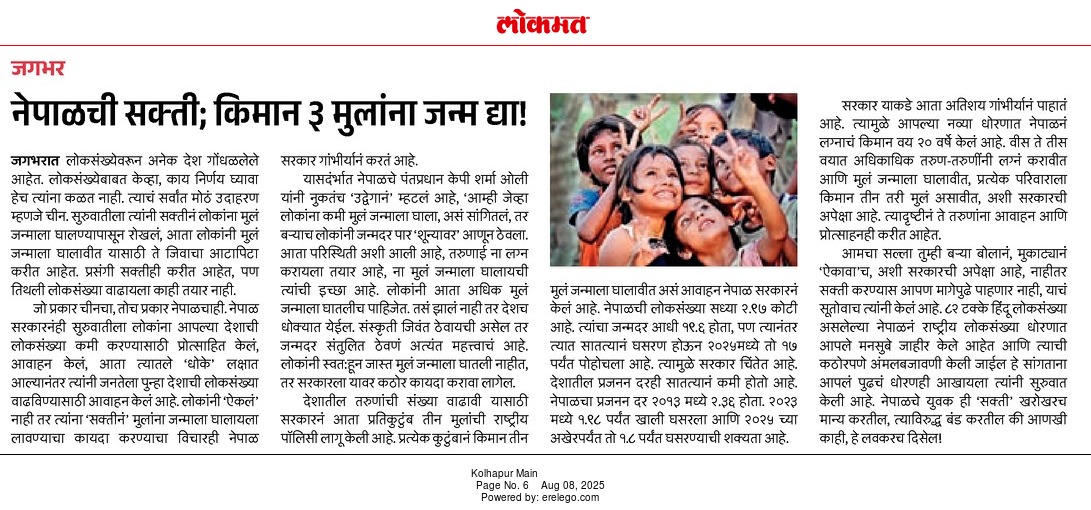 लोकमत
जगभर
नेपाळची सक्ती; किमान ३ मुलांना जन्म द्या!
जगभरात लोकसंख्येवरून अनेक देश गोंधळलेले
आहेत. लोकसंख्येबाबत केव्हा, काय निर्णय घ्यावा
हेच त्यांना कळत नाही. त्याचं सर्वांत मोठं उदाहरण
म्हणजे चीन. सुरुवातीला त्यांनी सक्तीनं लोकांना मुलं
जन्माला घालण्यापासून रोखलं, आता लोकांनी मुलं
जन्माला घालावीत यासाठी ते जिवाचा आटापिटा
करीत आहेत. प्रसंगी सक्तीही करीत आहेत, पण
तिथली लोकसंख्या वाढायला काही तयार नाही.
जो प्रकार चीनचा, तोच प्रकार नेपाळचाही. नेपाळ
सरकारनंही सुरुवातीला लोकांना आपल्या देशाची
लोकसंख्या कमी करण्यासाठी प्रोत्साहित केलं,
आवाहन केलं, आता त्यातले ‘धोके’ लक्षात
आल्यानंतर त्यांनी जनतेला पुन्हा देशाची लोकसंख्या
वाढविण्यासाठी आवाहन केलं आहे. लोकांनी ‘ऐकलं’
नाही तर त्यांना ‘सक्तीनं’ मुलांना जन्माला घालायला
लावण्याचा कायदा करण्याचा विचारही नेपाळ
सरकार गांभीर्यानं करतं आहे.
यासंदर्भात नेपाळचे पंतप्रधान केपी शर्मा ओली
यांनी नुकतंच ‘उद्वेगानं’ म्हटलं आहे, ‘आम्ही जेव्हा
लोकांना कमी मुलं जन्माला घाला, असं सांगितलं, तर
बऱ्याच लोकांनी जन्मदर पार ‘शून्यावर’ आणून ठेवला.
आता परिस्थिती अशी आली आहे, तरुणाई ना लग्न
करायला तयार आहे, ना मुलं जन्माला घालायची
त्यांची इच्छा आहे. लोकांनी आता अधिक मुलं
जन्माला घातलीच पाहिजेत. तसं झालं नाही तर देशच
धोक्यात येईल. संस्कृती जिवंत ठेवायची असेल तर
जन्मदर संतुलित ठेवणं अत्यंत महत्त्वाचं आहे.
लोकांनी स्वत:हून जास्त मुलं जन्माला घातली नाहीत,
तर सरकारला यावर कठोर कायदा करावा लागेल.
देशातील तरुणांची संख्या वाढावी यासाठी
सरकारनं आता प्रतिकुटुंब तीन मुलांची राष्ट्रीय
पॉलिसी लागू केली आहे. प्रत्येक कुटुंबानं किमान तीन
मुलं जन्माला घालावीत असं आवाहन नेपाळ सरकारनं
केलं आहे. नेपाळची लोकसंख्या सध्या २.९७ कोटी
आहे. त्यांचा जन्मदर आधी १९.६ होता, पण त्यानंतर
त्यात सातत्यानं घसरण होऊन २०२४मध्ये तो १७
पर्यंत पोहोचला आहे. त्यामुळे सरकार चिंतेत आहे.
देशातील प्रजनन दरही सातत्यानं कमी होतो आहे.
नेपाळचा प्रजनन दर २०१३ मध्ये २.३६ होता. २०२३
मध्ये १.९८ पर्यंत खाली घसरला आणि २०२५ च्या
अखेरपर्यंत तो १.८ पर्यंत घसरण्याची शक्यता आहे.
सरकार याकडे आता अतिशय गांभीर्यानं पाहातं
आहे. त्यामुळे आपल्या नव्या धोरणात नेपाळनं
लग्नाचं किमान वय २० वर्षे केलं आहे. वीस ते तीस
वयात अधिकाधिक तरुण-तरुणींनी लग्नं करावीत
आणि मुलं जन्माला घालावीत, प्रत्येक परिवाराला
किमान तीन तरी मुलं असावीत, अशी सरकारची
अपेक्षा आहे. त्यादृष्टीनं ते तरुणांना आवाहन आणि
प्रोत्साहनही करीत आहेत.
आमचा सल्ला तुम्ही बऱ्या बोलानं, मुकाट्यानं
‘ऐकावा’च, अशी सरकारची अपेक्षा आहे, नाहीतर
सक्ती करण्यास आपण मागेपुढे पाहणार नाही, याचं
सूतोवाच त्यांनी केलं आहे. ८२ टक्के हिंदू लोकसंख्या
असलेल्या नेपाळनं राष्ट्रीय लोकसंख्या धोरणात
आपले मनसुबे जाहीर केले आहेत आणि त्याची
कठोरपणे अंमलबजावणी केली जाईल हे सांगताना
आपलं पुढचं धोरणही आखायला त्यांनी सुरुवात
केली आहे. नेपाळचे युवक ही ‘सक्ती’ खरोखरच
मान्य करतील, त्याविरुद्ध बंड करतील की आणखी
काही, हे लवकरच दिसेल!
Kolhapur Main
Page No. 6 Aug 08, 2025
Powered by: erelego.com